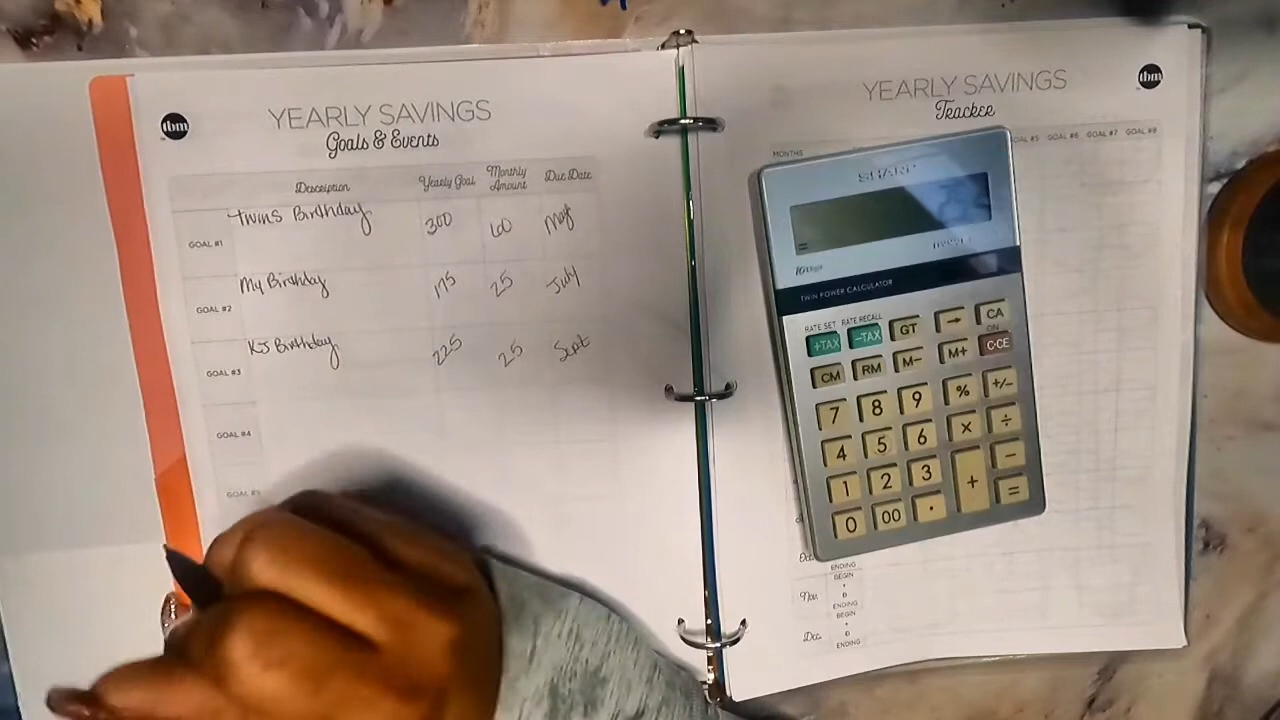 tbm
YEARLY SAVINGS
Goals & Events
Description Yearly Goal Monthly Amount Due Date
GOAL #1 Twins Birthday 300 60 May
GOAL #2 My Birthday 175 25 July
GOAL #3 KJ Birthday 225 25 Sept
GOAL #4
GOAL #5
YEARLY SAVINGS
Tracker
tbm
MONTHS GOAL #6 GOAL #7 GOAL #8
SHARP
=
TWIN POWER CALCULATOR
RATE SET RATE RECALL
+TAX -TAX GT → CA
ON
CM RM M- M+ C·CE
7 8 9 % +/-
4 5 6 × ÷
1 2 3 + -
0 00 . =
ENDING
Nov. BEGIN
+
ENDING
Dec. BEGIN
+
ENDING